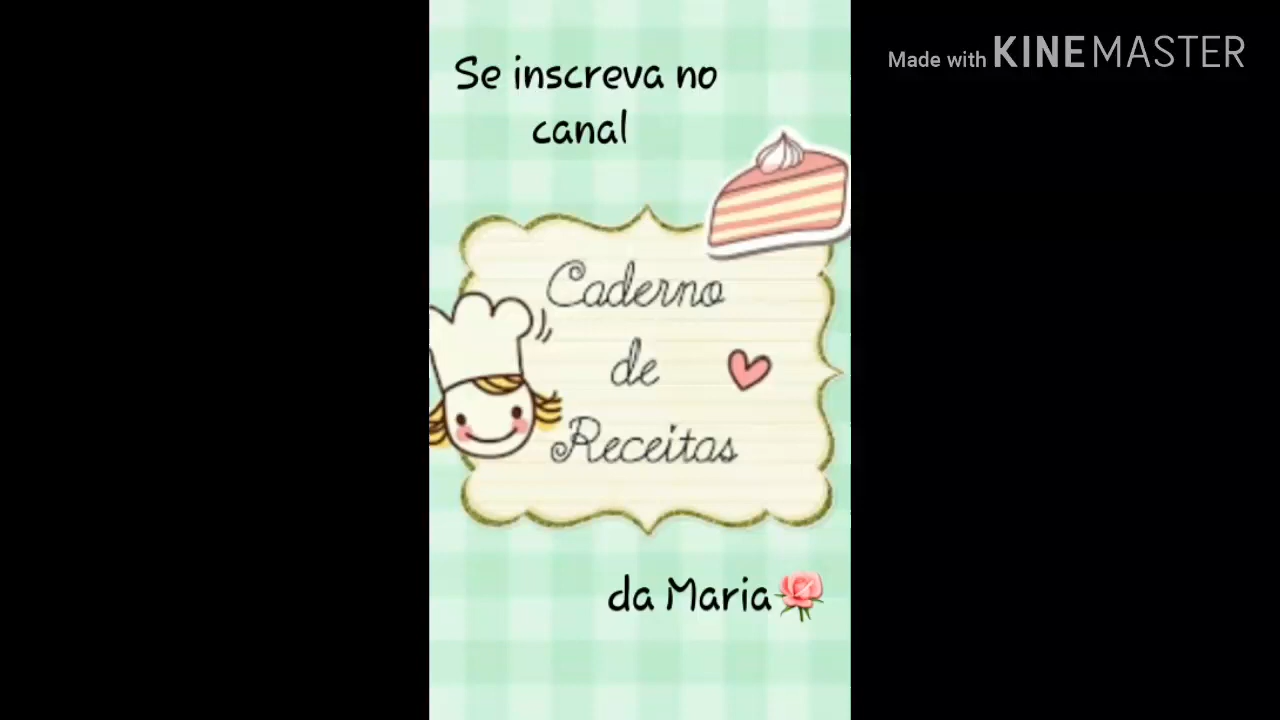 Se inscreva no
canal
Made with KINEMASTER
Caderno
de
Receitas
da Maria🌹